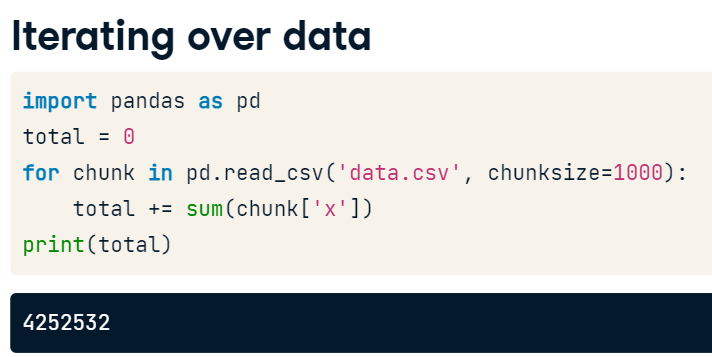 Iterating over data
import pandas as pd
total = 0
for chunk in pd.read_csv('data.csv', chunksize=1000):
    total += sum(chunk['x'])
print(total)
4252532